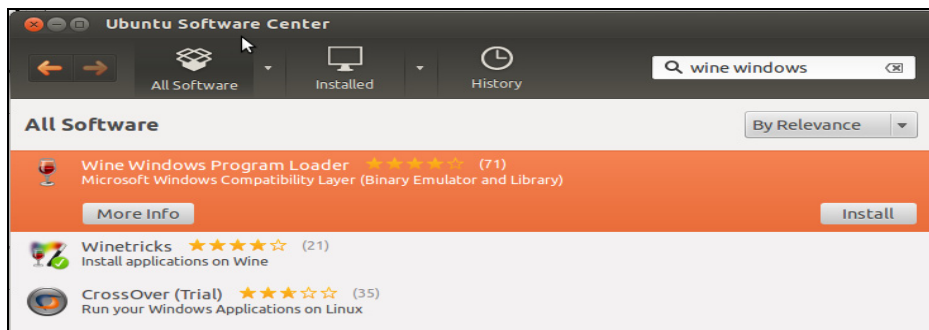 Ubuntu Software Center
All Software
Installed
History
wine windows
All Software
By Relevance
Wine Windows Program Loader (71)
Microsoft Windows Compatibility Layer (Binary Emulator and Library)
More Info
Install
Winetricks (21)
Install applications on Wine
CrossOver (Trial) (35)
Run your Windows Applications on Linux